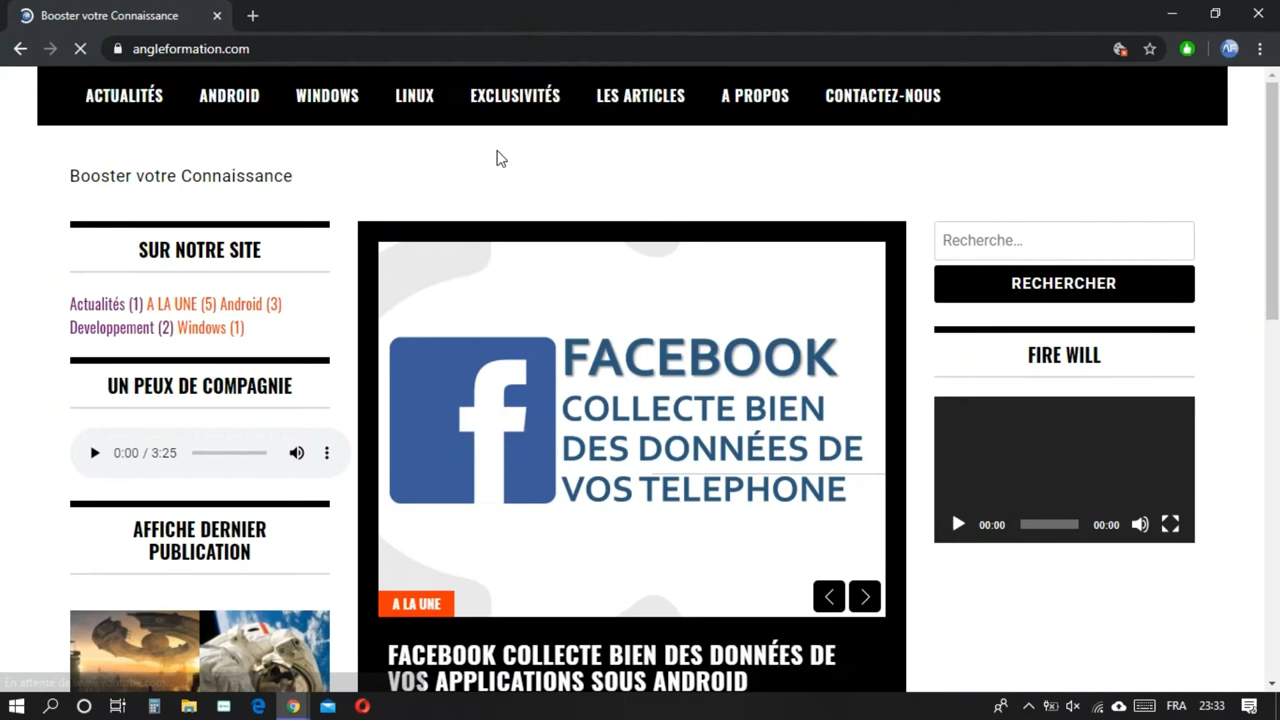 Booster votre Connaissance
angleformation.com
ACTUALITÉS ANDROID WINDOWS LINUX EXCLUSIVITÉS LES ARTICLES A PROPOS CONTACTEZ-NOUS
Booster votre Connaissance
SUR NOTRE SITE
Actualités (1) A LA UNE (5) Android (3)
Developpement (2) Windows (1)
UN PEUX DE COMPAGNIE
0:00 / 3:25
AFFICHE DERNIER
PUBLICATION
FACEBOOK
COLLECTE BIEN
DES DONNÉES DE
VOS TELEPHONE
A LA UNE
FACEBOOK COLLECTE BIEN DES DONNÉES DE
VOS APPLICATIONS SOUS ANDROID
Recherche...
RECHERCHER
FIRE WILL
00:00 00:00
FRA 23:33